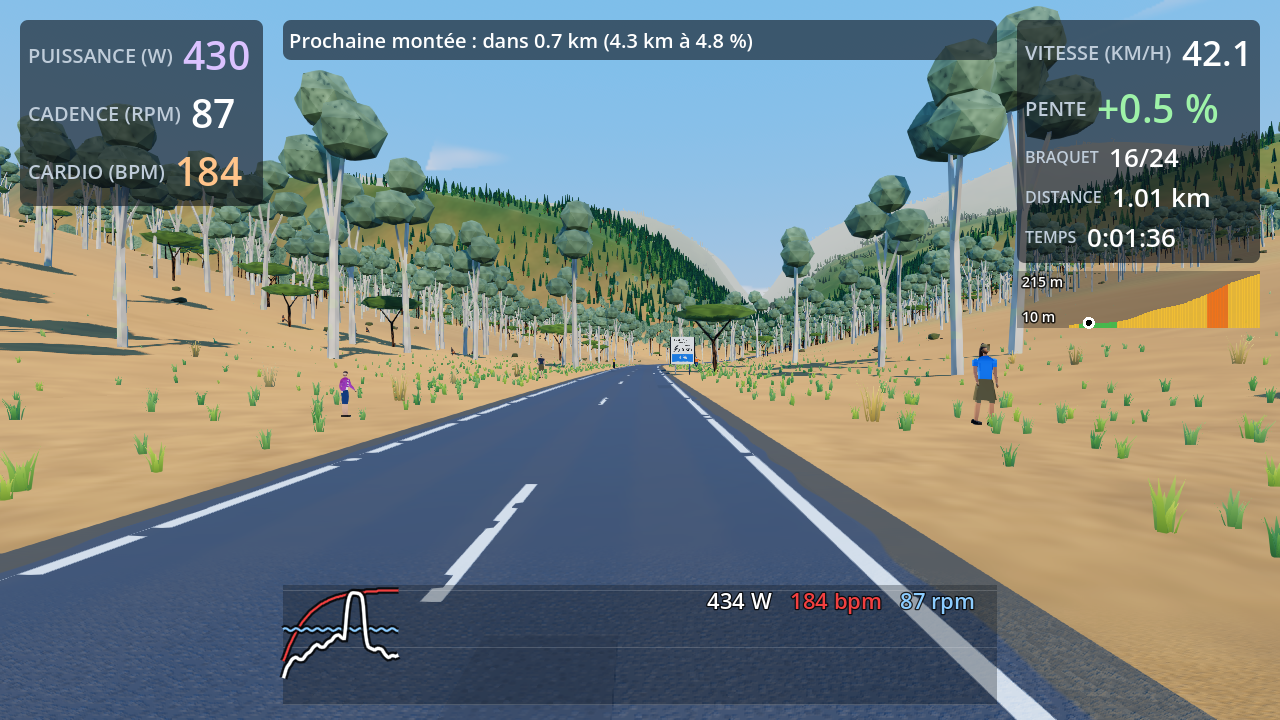 PUISSANCE (W) 430
CADENCE (RPM) 87
CARDIO (BPM) 184
Prochaine montée : dans 0.7 km (4.3 km à 4.8 %)
VITESSE (KM/H) 42.1
PENTE +0.5 %
BRAQUET 16/24
DISTANCE 1.01 km
TEMPS 0:01:36
215 m
10 m
434 W 184 bpm 87 rpm